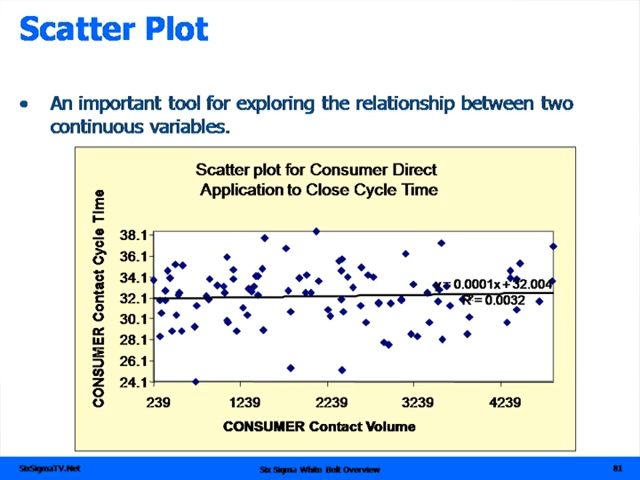 Scatter Plot
• An important tool for exploring the relationship between two
continuous variables.
Scatter plot for Consumer Direct
Application to Close Cycle Time
CONSUMER Contact Cycle Time
38.1
36.1
34.1
32.1
30.1
28.1
26.1
24.1
y = 0.0001x + 32.004
R² = 0.0032
239 1239 2239 3239 4239
CONSUMER Contact Volume
SixSigmaTV.Net Six Sigma White Belt Overview 81